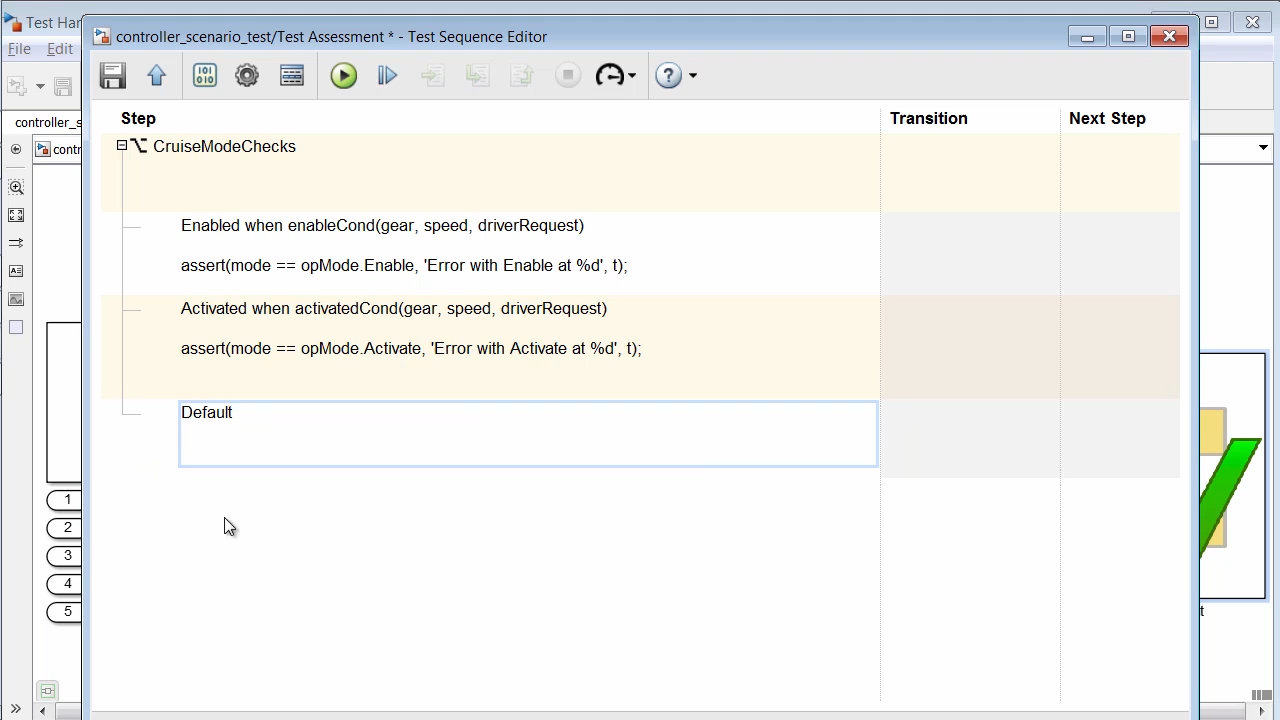 Test Har
controller_scenario_test/Test Assessment * - Test Sequence Editor
File Edit
controller_s
contr
Step Transition Next Step
CruiseModeChecks
Enabled when enableCond(gear, speed, driverRequest)
assert(mode == opMode.Enable, 'Error with Enable at %d', t);
Activated when activatedCond(gear, speed, driverRequest)
assert(mode == opMode.Activate, 'Error with Activate at %d', t);
Default
1
2
3
4
5
t